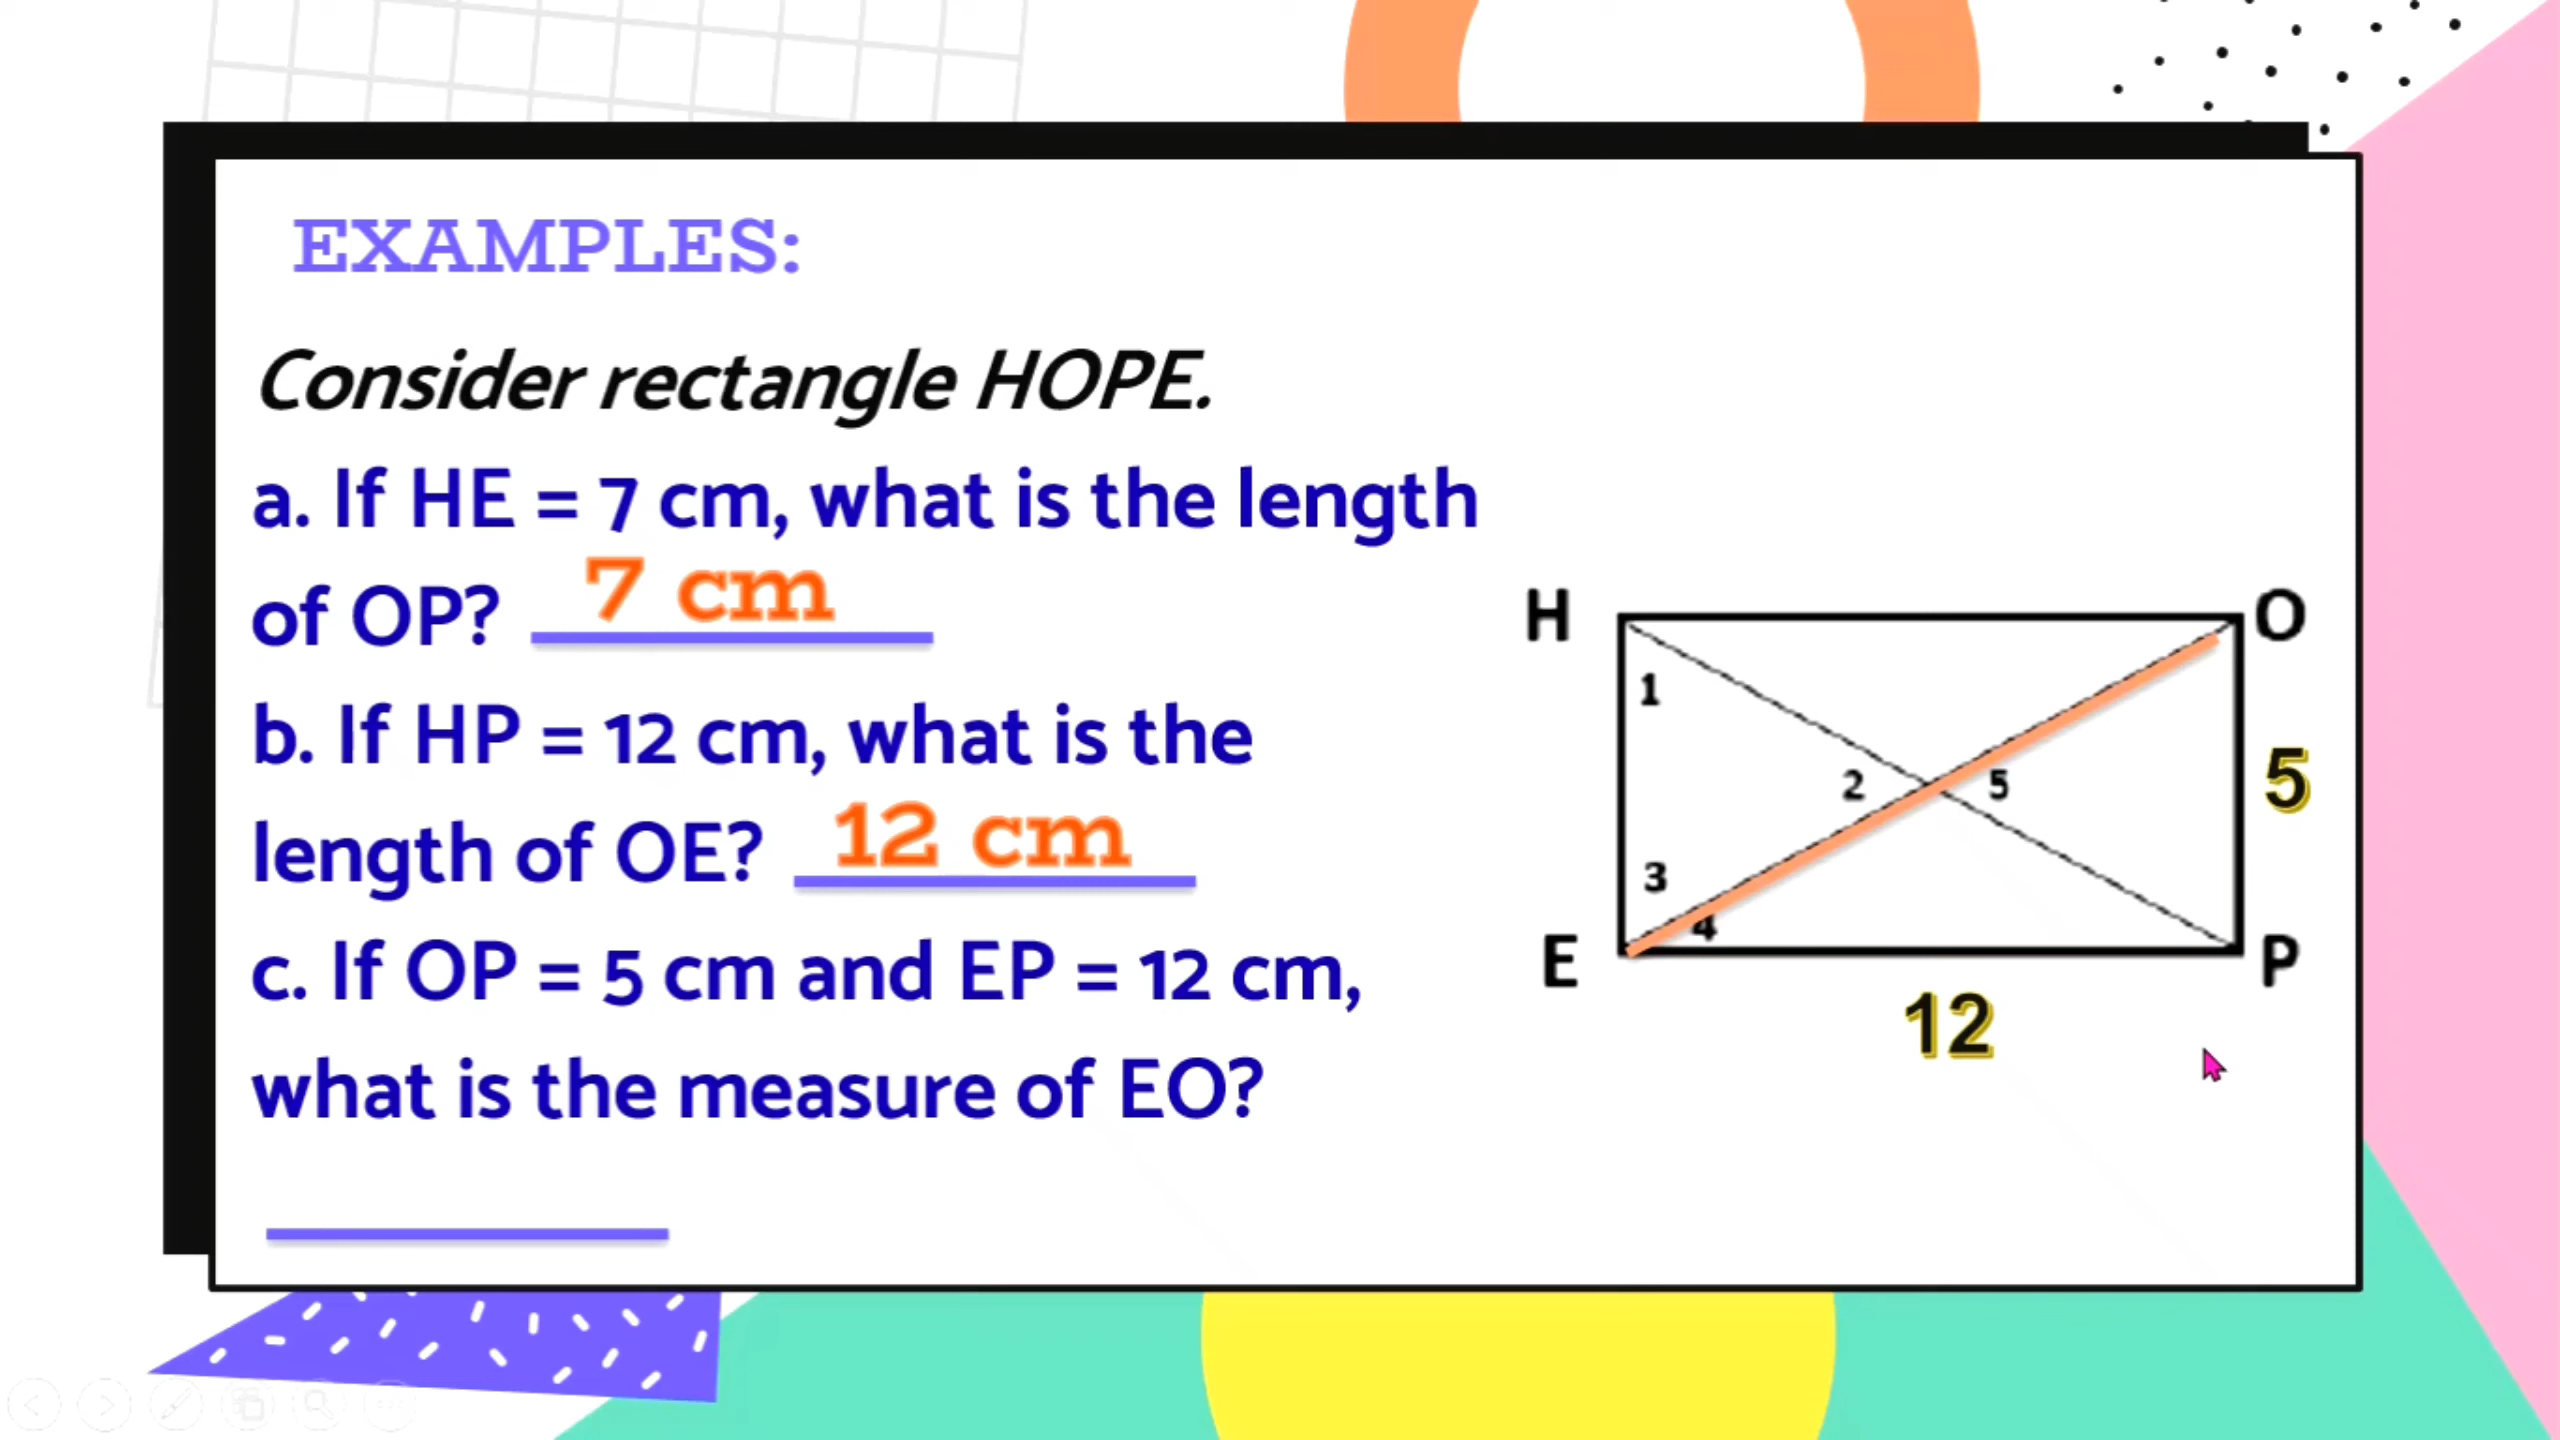 EXAMPLES:
Consider rectangle HOPE.
a. If HE = 7 cm, what is the length
of OP? 7 cm
b. If HP = 12 cm, what is the
length of OE? 12 cm
c. If OP = 5 cm and EP = 12 cm,
what is the measure of EO?
H
O
1
2
5
5
3
4
E
P
12